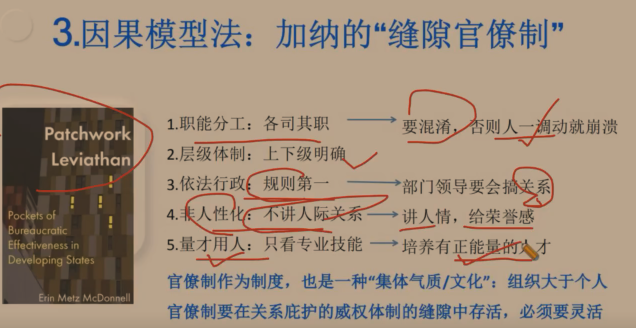 3.因果模型法：加纳的“缝隙官僚制”
Patchwork
Leviathan
Pockets of
Bureaucratic
Effectiveness in
Developing States
Erin Metz McDonnell
1.职能分工：各司其职 要混淆，否则人一调动就崩溃
2.层级体制：上下级明确
3.依法行政：规则第一 部门领导要会搞关系
4.非人性化：不讲人际关系 讲人情，给荣誉感
5.量才用人：只看专业技能 培养有正能量的人才
官僚制作为制度，也是一种“集体气质/文化”：组织大于个人
官僚制要在关系庇护的威权体制的缝隙中存活，必须要灵活